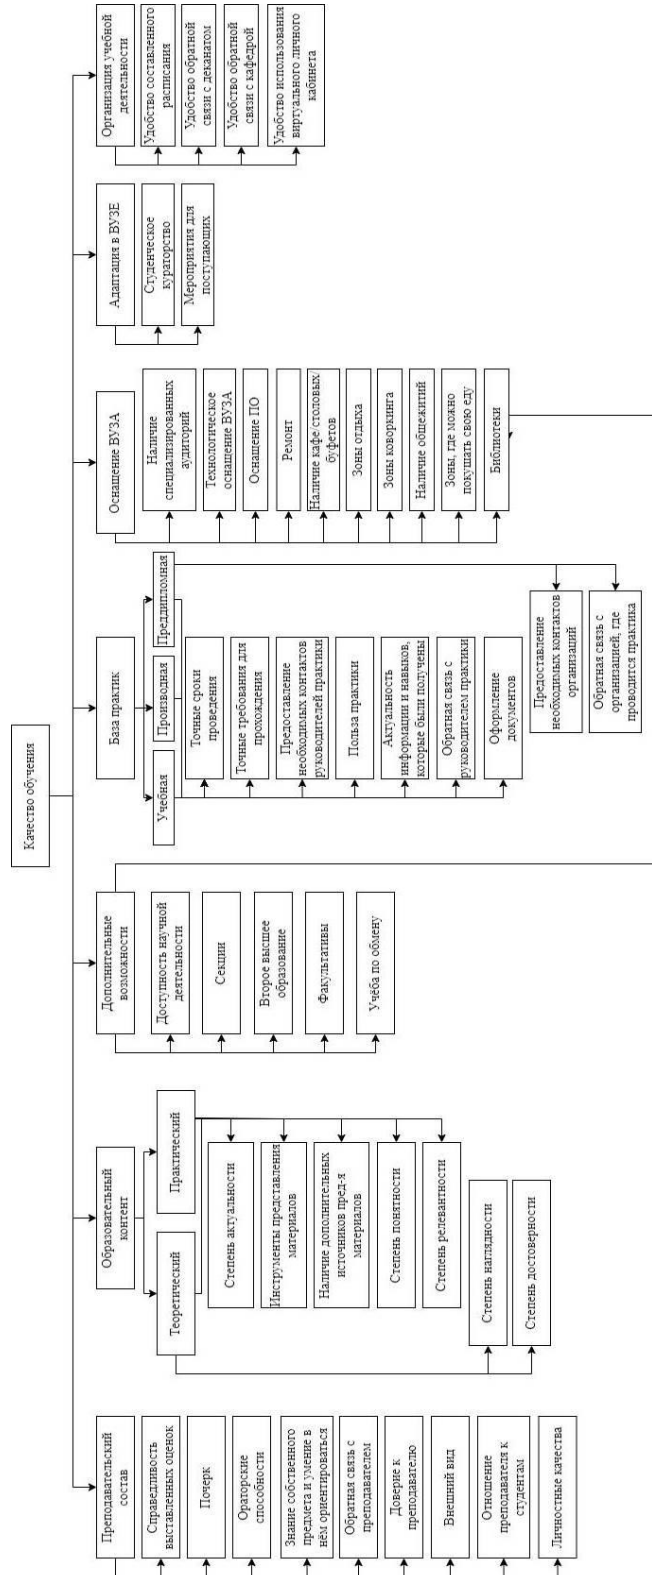 Качество обучения
Преподавательский
состав
Справедливость
выставленных оценок
Почерк
Ораторские
способности
Знание собственного
предмета и умение в
нём ориентироваться
Обратная связь с
преподавателем
Доверие к
преподавателю
Внешний вид
Отношение
преподавателя к
студентам
Личностные качества
Образовательный
контент
Теоретический
Практический
Степень актуальности
Инструменты представления
материалов
Наличие дополнительных
источников пред-я
материалов
Степень понятности
Степень релевантности
Степень наглядности
Степень достоверности
Дополнительные
возможности
Доступность научной
деятельности
Секции
Второе высшее
образование
Факультативы
Учёба по обмену
База практик
Учебная
Производная
Преддипломная
Точные сроки
проведения
Точные требования для
прохождения
Предоставление
необходимых контактов
руководителей практики
Польза практики
Актуальность
информации и навыков,
которые были получены
Обратная связь с
руководителем практики
Оформление
документов
Предоставление
необходимых контактов
организаций
Обратная связь с
организацией, где
проводится практика
Оснащение ВУЗА
Наличие
специализированных
аудиторий
Технологическое
оснащение ВУЗА
Оснащение ПО
Ремонт
Наличие кафе/столовых/
буфетов
Зоны отдыха
Зоны коворкинга
Наличие общежитий
Зоны, где можно
покушать свою еду
Библиотеки
Адаптация в ВУЗЕ
Студенческое
кураторство
Мероприятия для
поступающих
Организация учебной
деятельности
Удобство составленного
расписания
Удобство обратной
связи с деканатом
Удобство обратной
связи с кафедрой
Удобство использования
виртуального личного
кабинета